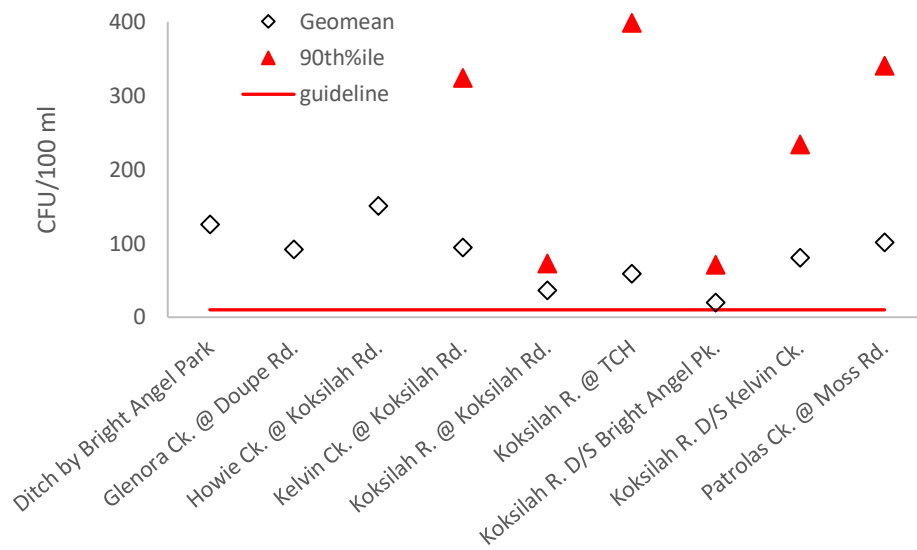 400
300
200
100
0
CFU/100 ml
Geomean
90th%ile
guideline
Ditch by Bright Angel Park
Glenora Ck. @ Doupe Rd.
Howie Ck. @ Koksilah Rd.
Kelvin Ck. @ Koksilah Rd.
Koksilah R. @ Koksilah Rd.
Koksilah R. @ TCH
Koksilah R. D/S Bright Angel Pk.
Koksilah R. D/S Kelvin Ck.
Patrolas Ck. @ Moss Rd.